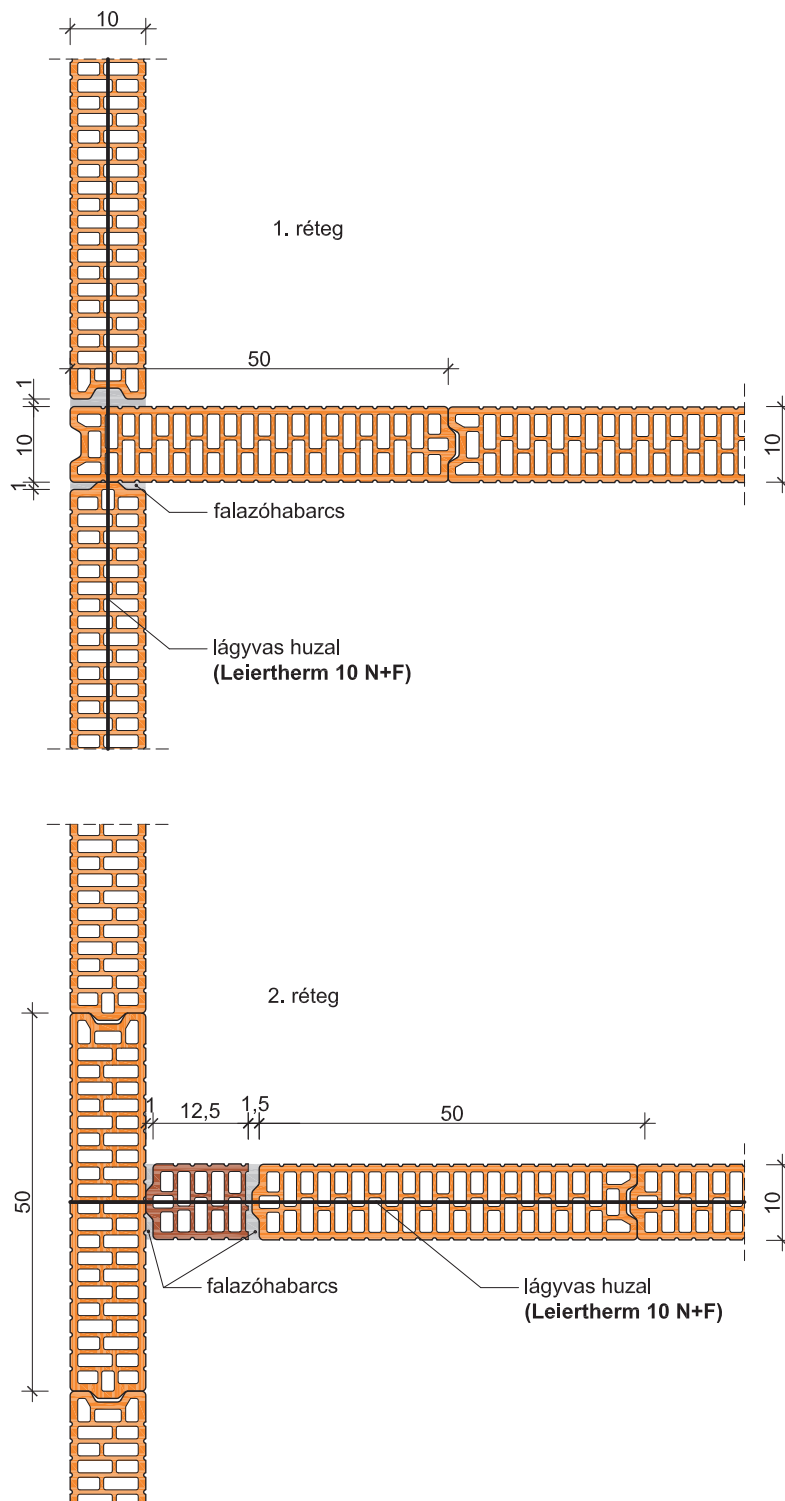 10
1. réteg
50
1
10
1
10
falazóhabarcs
lágyvas huzal
(Leiertherm 10 N+F)
2. réteg
1
12,5
1,5
50
50
10
falazóhabarcs
lágyvas huzal
(Leiertherm 10 N+F)